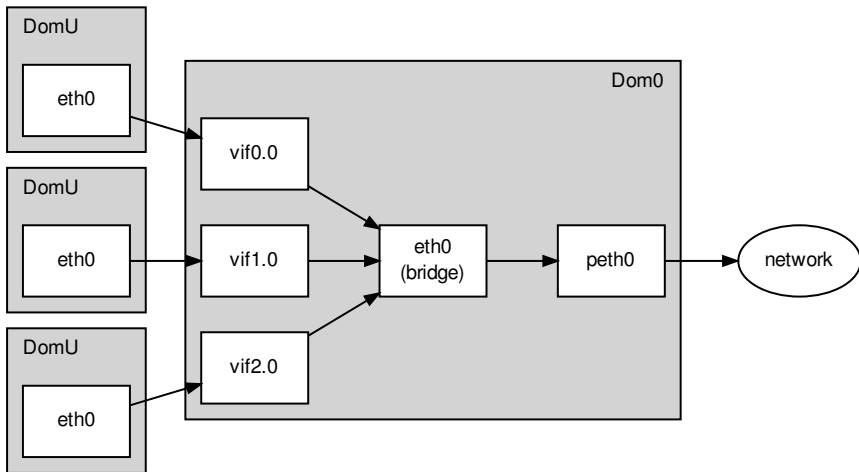 DomU
eth0
DomU
eth0
DomU
eth0
Dom0
vif0.0
vif1.0
vif2.0
eth0
(bridge)
peth0
network